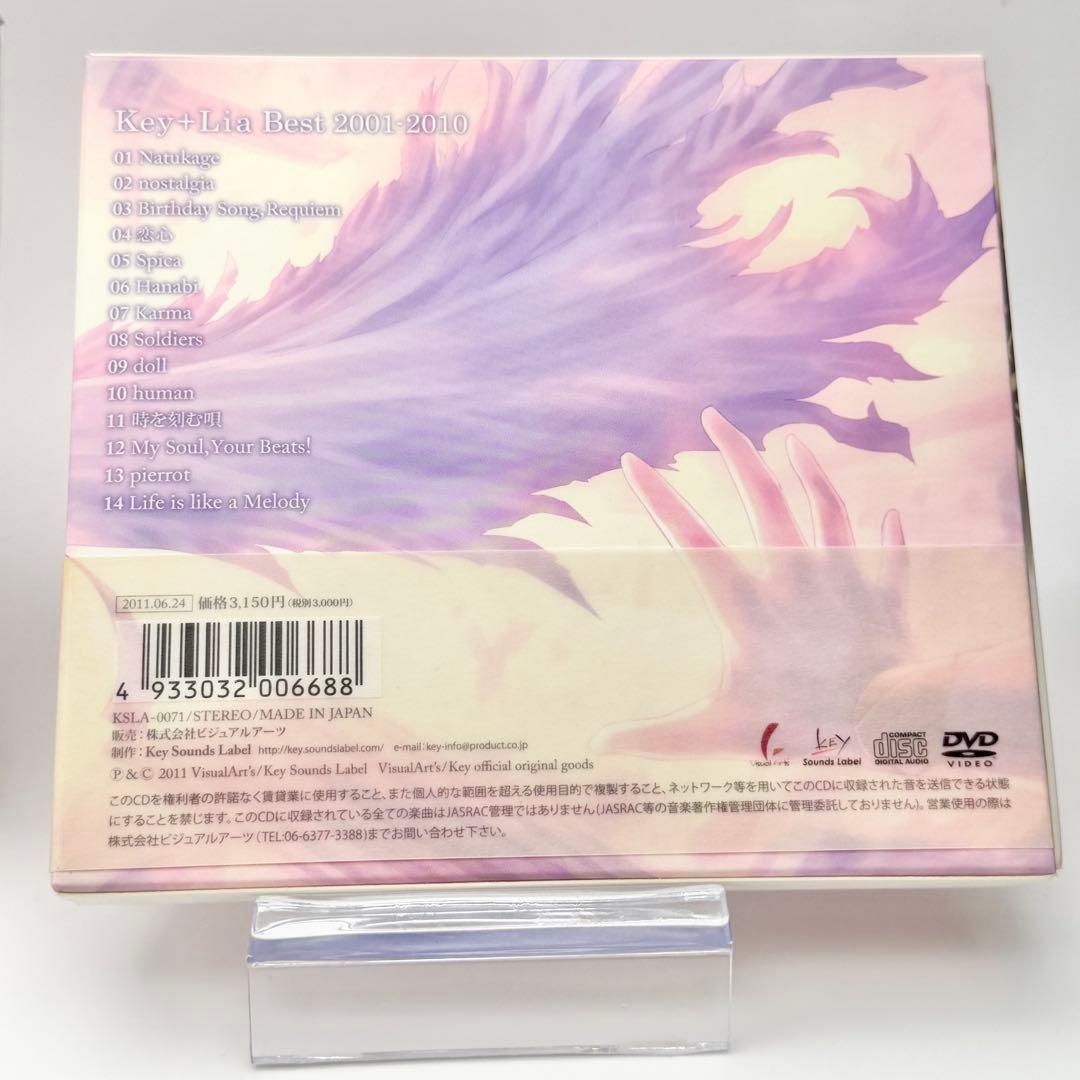 Key+Lia Best 2001-2010
01 Natukage
02 nostalgia
03 Birthday Song,Requiem
04 恋心
05 Spica
06 Hanabi
07 Karma
08 Soldiers
09 doll
10 human
11 時を刻む唄
12 My Soul,Your Beats!
13 pierrot
14 Life is like a Melody
2011.06.24 価格3,150円(税別3,000円)
4 933032 006688
KSLA-0071/STEREO/MADE IN JAPAN
販売:株式会社ビジュアルアーツ
制作:Key Sounds Label http://key.soundslabel.com/ e-mail:key-info@product.co.jp
Ⓟ & Ⓒ 2011 VisualArt's/Key Sounds Label VisualArt's/Key official original goods
Visual Arts
Key Sounds Label
COMPACT disc DIGITAL AUDIO
DVD VIDEO
このCDを権利者の許諾なく賃貸業に使用すること、また個人的な範囲を超える使用目的で複製すること、ネットワーク等を用いてこのCDに収録された音を送信できる状態
にすることを禁じます。このCDに収録されている全ての楽曲はJASRAC管理ではありません(JASRAC等の音楽著作権管理団体に管理委託しておりません)。営業使用の際は
株式会社ビジュアルアーツ(TEL:06-6377-3388)までお問い合わせ下さい。